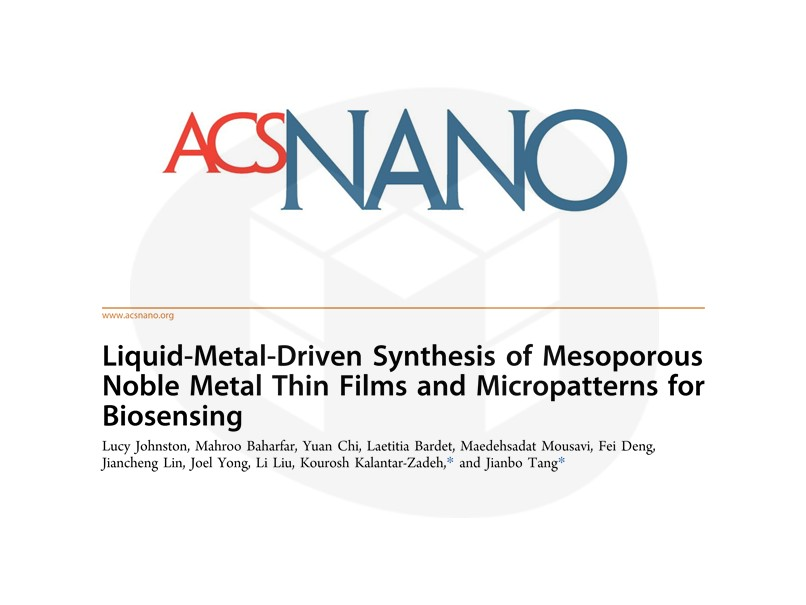 ACSNANO
www.acsnano.org
Liquid-Metal-Driven Synthesis of Mesoporous
Noble Metal Thin Films and Micropatterns for
Biosensing
Lucy Johnston, Mahroo Baharfar, Yuan Chi, Laetitia Bardet, Maedehsadat Mousavi, Fei Deng,
Jiancheng Lin, Joel Yong, Li Liu, Kourosh Kalantar-Zadeh,* and Jianbo Tang*